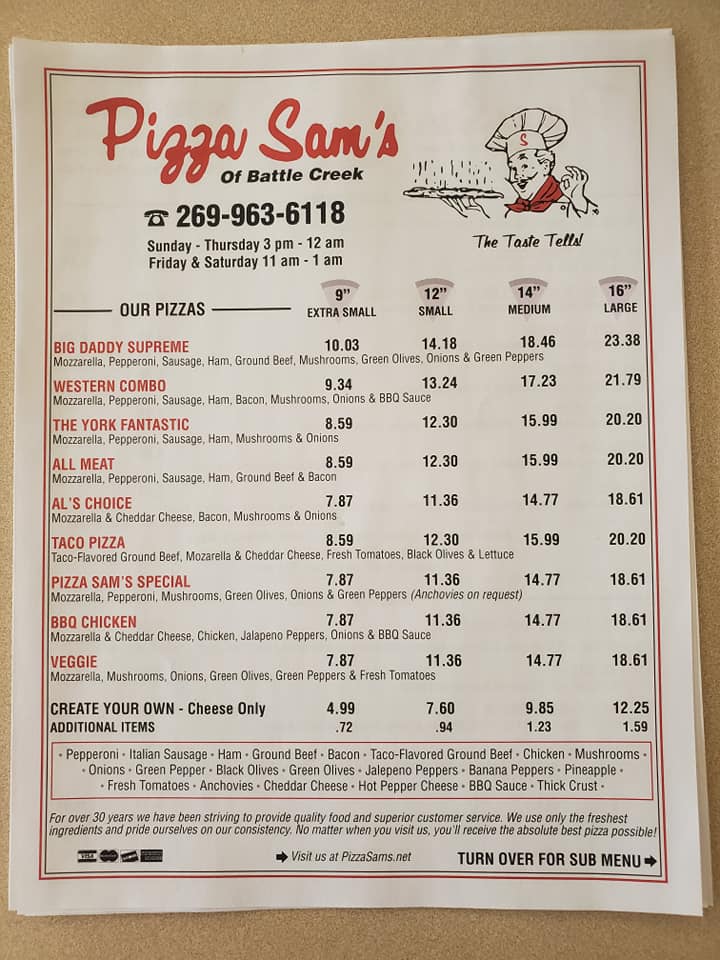 Pizza Sam's
Of Battle Creek
☎ 269-963-6118
Sunday - Thursday 3 pm - 12 am
Friday & Saturday 11 am - 1 am
S
The Taste Tells!
OUR PIZZAS 9" EXTRA SMALL 12" SMALL 14" MEDIUM 16" LARGE
BIG DADDY SUPREME 10.03 14.18 18.46 23.38
Mozzarella, Pepperoni, Sausage, Ham, Ground Beef, Mushrooms, Green Olives, Onions & Green Peppers
WESTERN COMBO 9.34 13.24 17.23 21.79
Mozzarella, Pepperoni, Sausage, Ham, Bacon, Mushrooms, Onions & BBQ Sauce
THE YORK FANTASTIC 8.59 12.30 15.99 20.20
Mozzarella, Pepperoni, Sausage, Ham, Mushrooms & Onions
ALL MEAT 8.59 12.30 15.99 20.20
Mozzarella, Pepperoni, Sausage, Ham, Ground Beef & Bacon
AL'S CHOICE 7.87 11.36 14.77 18.61
Mozzarella & Cheddar Cheese, Bacon, Mushrooms & Onions
TACO PIZZA 8.59 12.30 15.99 20.20
Taco-Flavored Ground Beef, Mozarella & Cheddar Cheese, Fresh Tomatoes, Black Olives & Lettuce
PIZZA SAM'S SPECIAL 7.87 11.36 14.77 18.61
Mozzarella, Pepperoni, Mushrooms, Green Olives, Onions & Green Peppers (Anchovies on request)
BBQ CHICKEN 7.87 11.36 14.77 18.61
Mozzarella & Cheddar Cheese, Chicken, Jalapeno Peppers, Onions & BBQ Sauce
VEGGIE 7.87 11.36 14.77 18.61
Mozzarella, Mushrooms, Onions, Green Olives, Green Peppers & Fresh Tomatoes
CREATE YOUR OWN - Cheese Only 4.99 7.60 9.85 12.25
ADDITIONAL ITEMS .72 .94 1.23 1.59
• Pepperoni • Italian Sausage • Ham • Ground Beef • Bacon • Taco-Flavored Ground Beef • Chicken • Mushrooms •
• Onions • Green Pepper • Black Olives • Green Olives • Jalepeno Peppers • Banana Peppers • Pineapple •
• Fresh Tomatoes • Anchovies • Cheddar Cheese • Hot Pepper Cheese • BBQ Sauce • Thick Crust •
For over 30 years we have been striving to provide quality food and superior customer service. We use only the freshest
ingredients and pride ourselves on our consistency. No matter when you visit us, you'll receive the absolute best pizza possible!
VISA
➡ Visit us at PizzaSams.net
TURN OVER FOR SUB MENU ➡